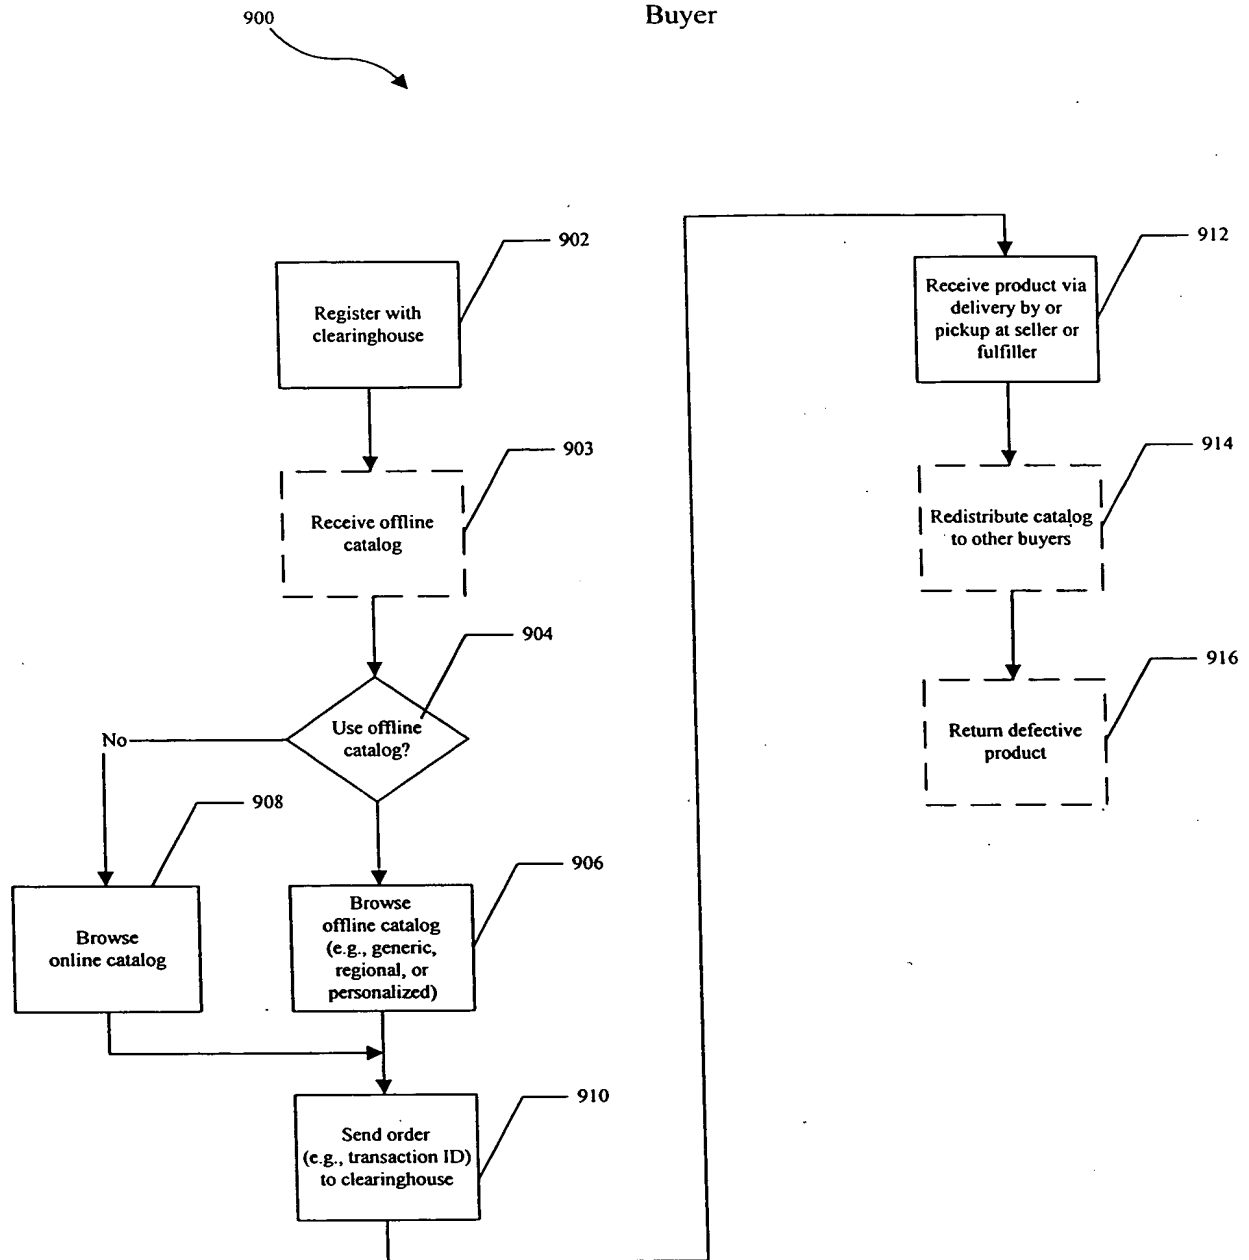 900
Buyer
902
Register with
clearinghouse
903
Receive offline
catalog
904
Use offline
catalog?
No
908
Browse
online catalog
906
Browse
offline catalog
(e.g., generic,
regional, or
personalized)
910
Send order
(e.g., transaction ID)
to clearinghouse
912
Receive product via
delivery by or
pickup at seller or
fulfiller
914
Redistribute catalog
to other buyers
916
Return defective
product